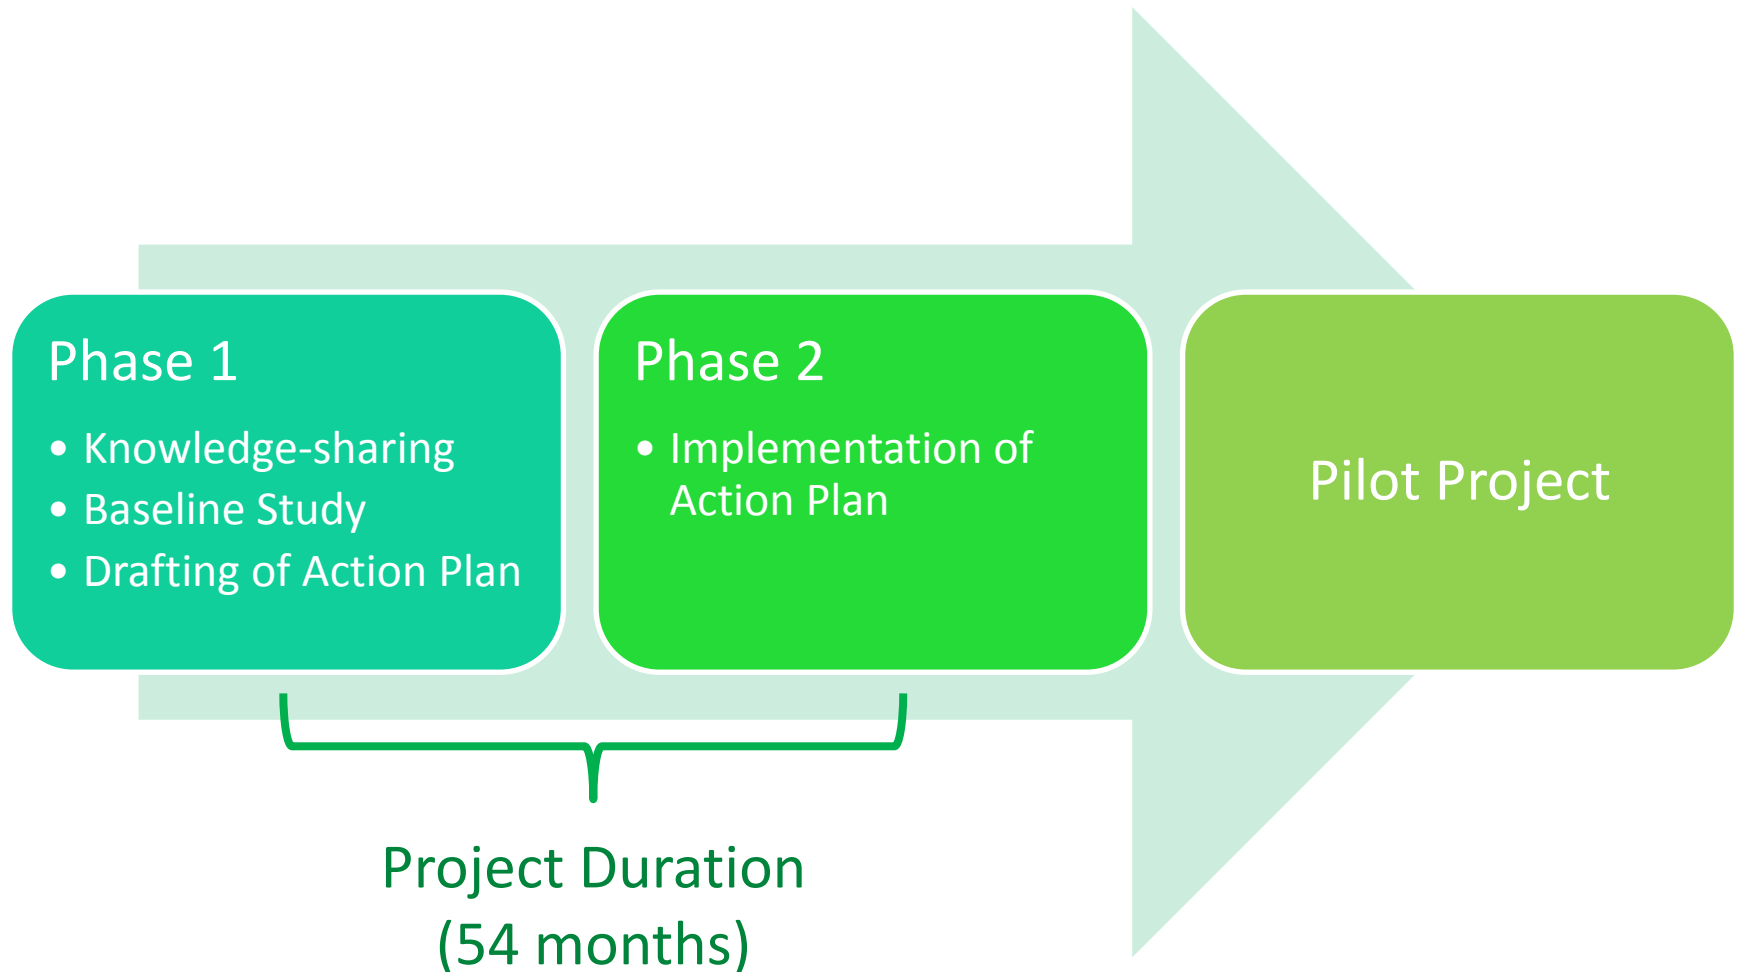 Phase 1
• Knowledge-sharing
• Baseline Study
• Drafting of Action Plan
Phase 2
• Implementation of
Action Plan
Pilot Project
Project Duration
(54 months)